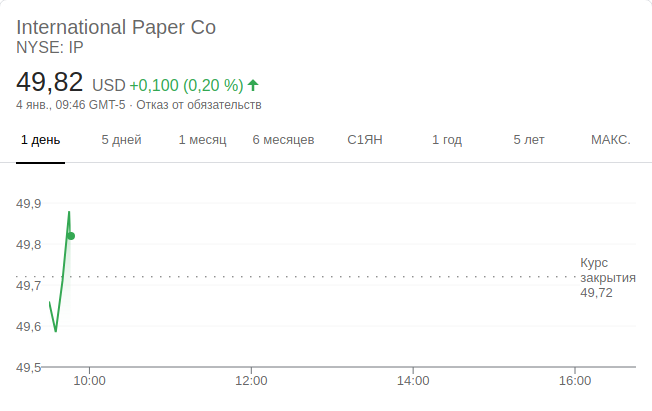 International Paper Co
NYSE: IP
49,82 USD +0,100 (0,20 %)
4 янв., 09:46 GMT-5 · Отказ от обязательств
1 день 5 дней 1 месяц 6 месяцев С1ЯН 1 год 5 лет МАКС.
49,9
49,8
Курс
закрытия
49,72
49,7
49,6
49,5
10:00 12:00 14:00 16:00